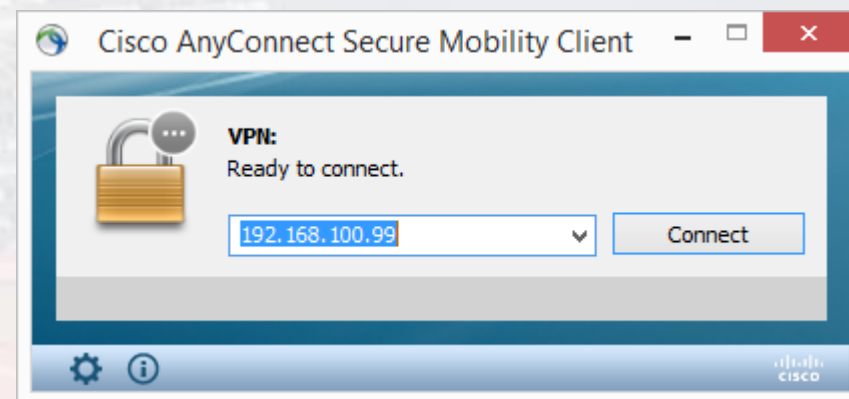 Cisco AnyConnect Secure Mobility Client
VPN:
Ready to connect.
192.168.100.99
Connect
CISCO